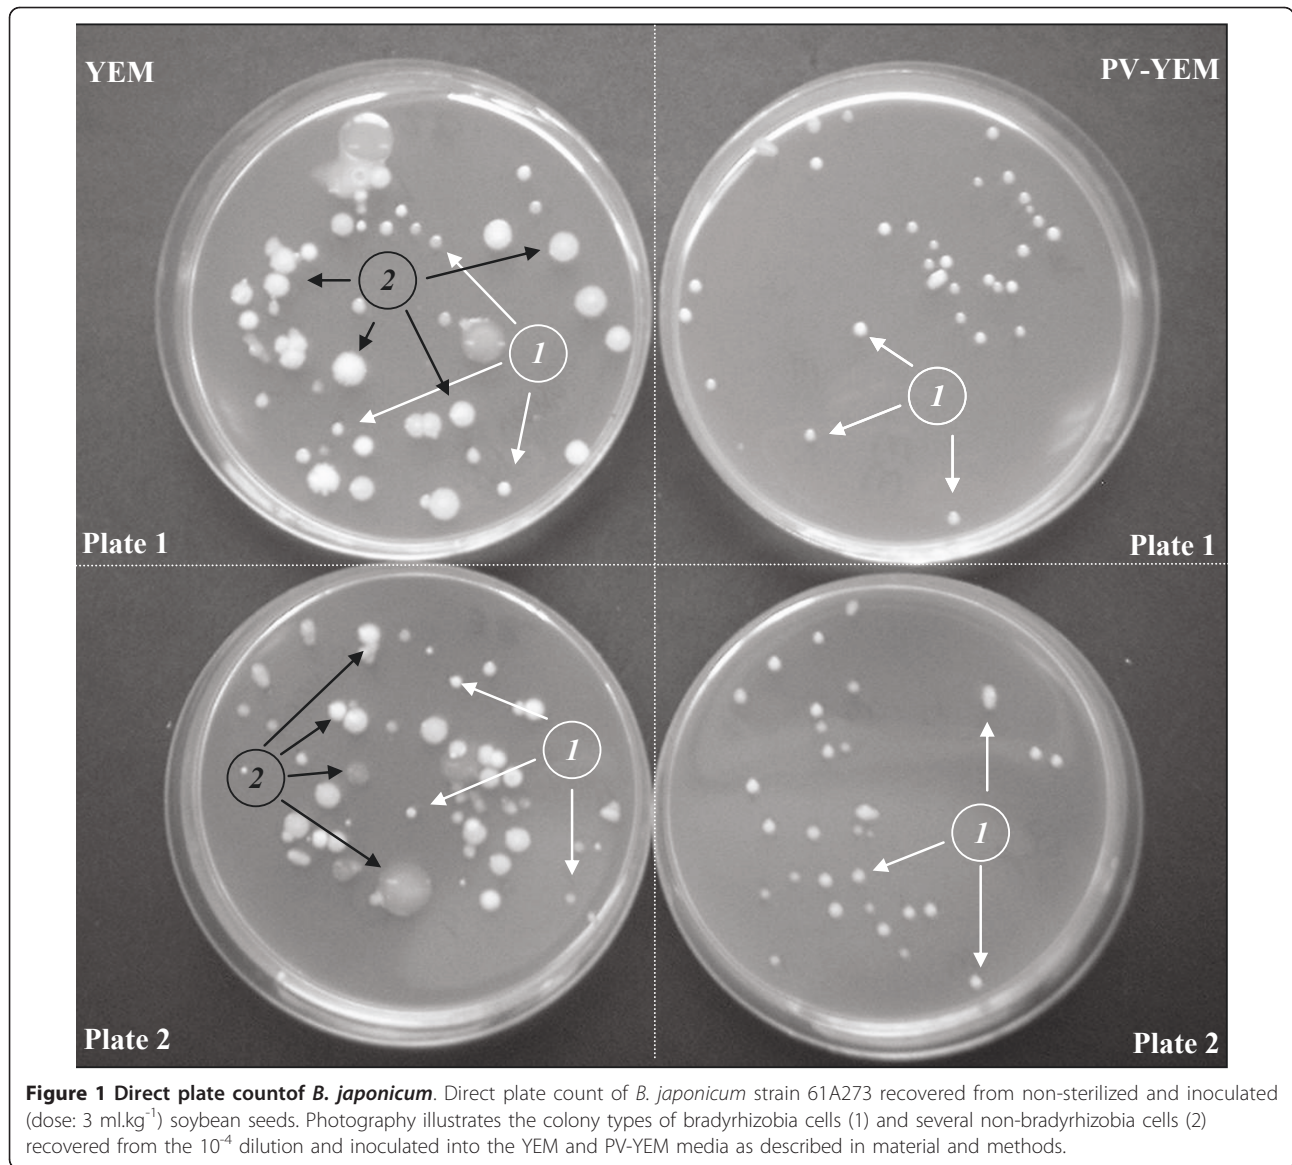 YEM
PV-YEM
2
1
1
Plate 1
Plate 1
1
2
1
Plate 2
Plate 2
Figure 1 Direct plate countof B. japonicum. Direct plate count of B. japonicum strain 61A273 recovered from non-sterilized and inoculated
(dose: 3 ml.kg⁻¹) soybean seeds. Photography illustrates the colony types of bradyrhizobia cells (1) and several non-bradyrhizobia cells (2)
recovered from the 10⁻⁴ dilution and inoculated into the YEM and PV-YEM media as described in material and methods.